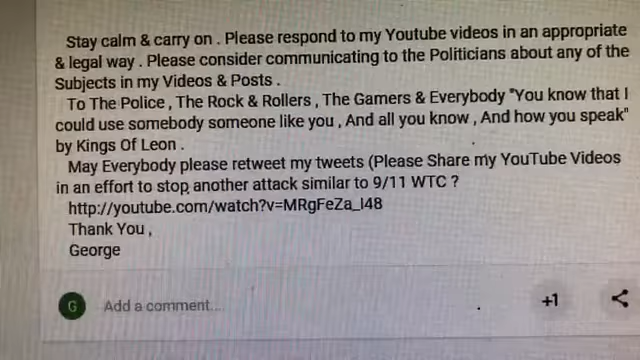 Stay calm & carry on . Please respond to my Youtube videos in an appropriate
& legal way . Please consider communicating to the Politicians about any of the
Subjects in my Videos & Posts .
To The Police , The Rock & Rollers , The Gamers & Everybody "You know that I
could use somebody someone like you , And all you know , And how you speak"
by Kings Of Leon .
May Everybody please retweet my tweets (Please Share my YouTube Videos
in an effort to stop another attack similar to 9/11 WTC ?
http://youtube.com/watch?v=MRgFeZa_I48
Thank You ,
George
G Add a comment... +1